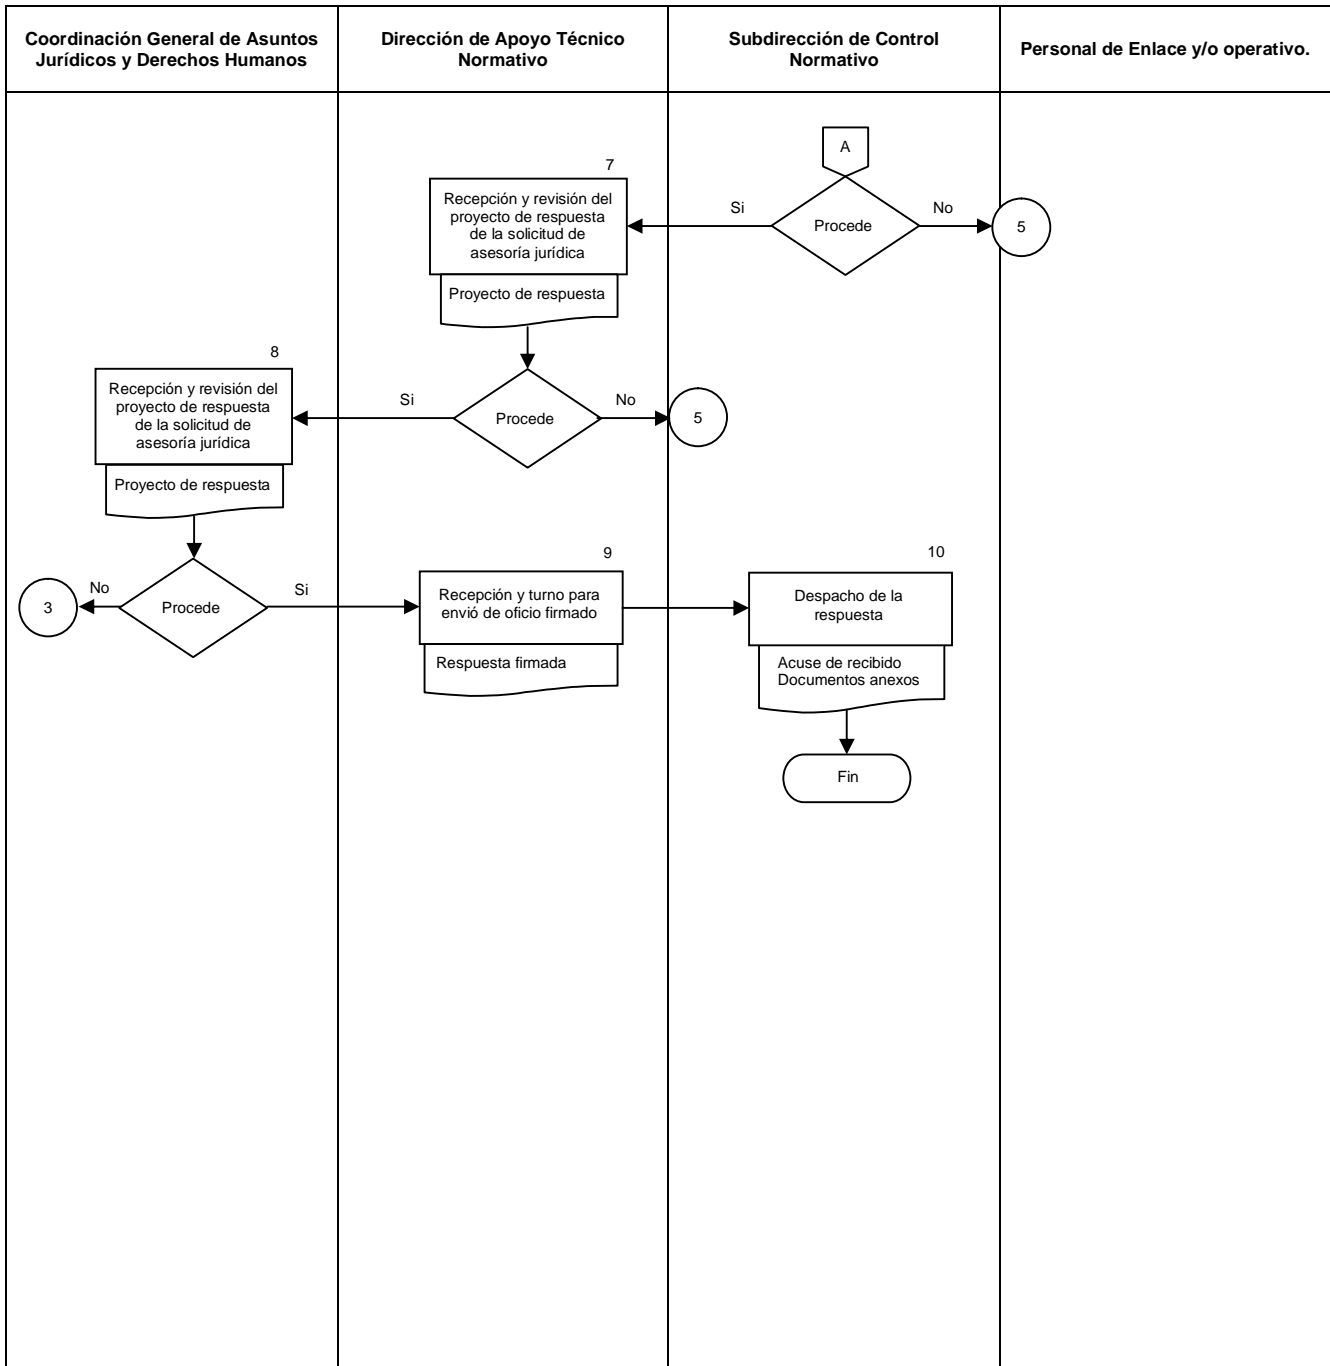 Coordinación General de Asuntos
Jurídicos y Derechos Humanos
Dirección de Apoyo Técnico
Normativo
Subdirección de Control
Normativo
Personal de Enlace y/o operativo.
A
Procede
Si
No
5
7
Recepción y revisión del
proyecto de respuesta
de la solicitud de
asesoría jurídica
Proyecto de respuesta
Procede
Si
No
5
8
Recepción y revisión del
proyecto de respuesta
de la solicitud de
asesoría jurídica
Proyecto de respuesta
Procede
No
3
Si
9
Recepción y turno para
envió de oficio firmado
Respuesta firmada
10
Despacho de la
respuesta
Acuse de recibido
Documentos anexos
Fin